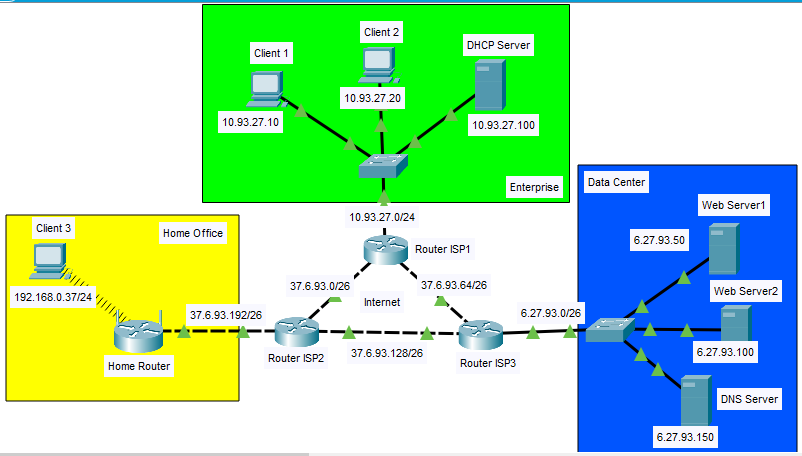 Client 2
Client 1
DHCP Server
10.93.27.20
10.93.27.10
10.93.27.100
Enterprise
Data Center
10.93.27.0/24
Web Server1
Client 3
Home Office
6.27.93.50
Router ISP1
192.168.0.37/24
37.6.93.0/26
37.6.93.64/26
Web Server2
Internet
37.6.93.192/26
6.27.93.0/26
6.27.93.100
Router ISP2
37.6.93.128/26
Router ISP3
Home Router
DNS Server
6.27.93.150